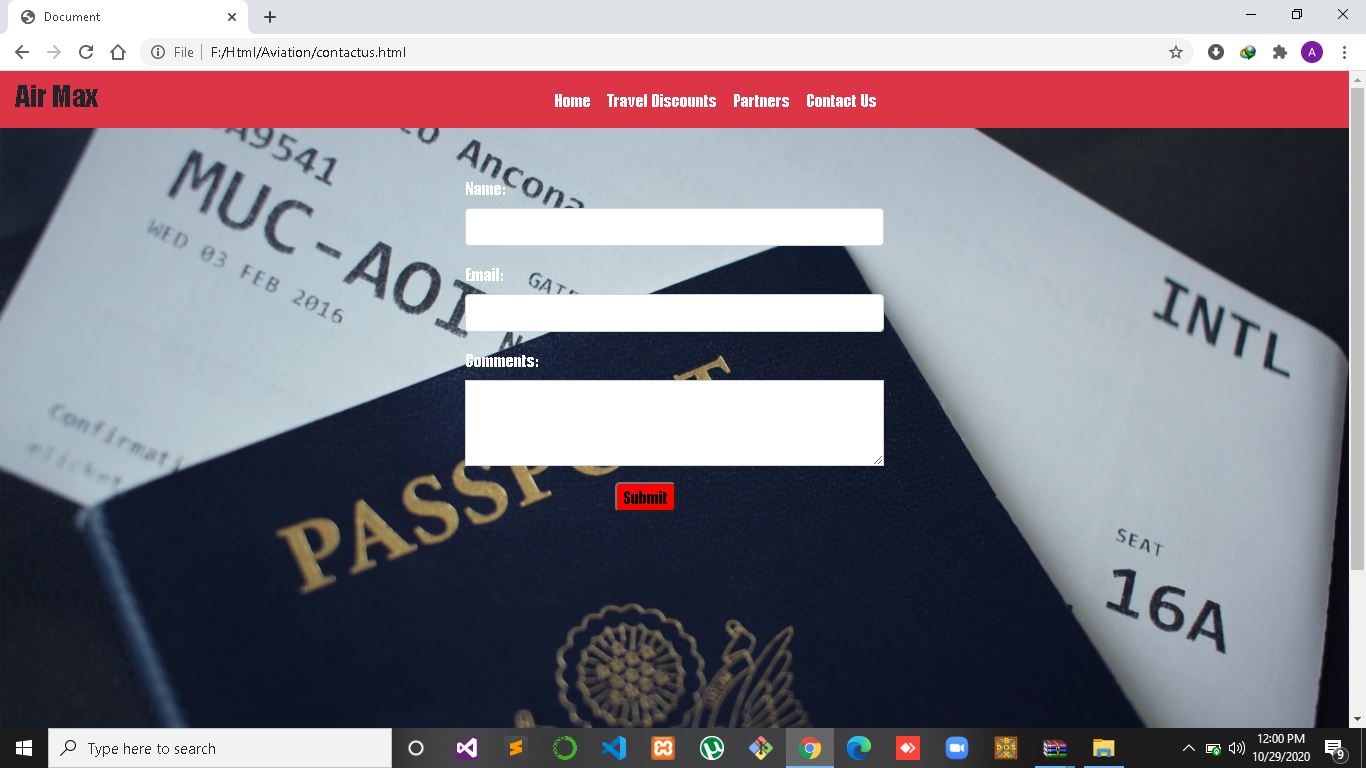 Document
File
F:/Html/Aviation/contactus.html
A
Air Max
Home Travel Discounts Partners Contact Us
A9541
MUC-AOI
WED 03 FEB 2016
o Ancona
GATE
N
INTL
Name:
Email:
Comments:
Submit
PASSPORT
Confirmati
eticket
SEAT
16A
Type here to search
12:00 PM
10/29/2020
9